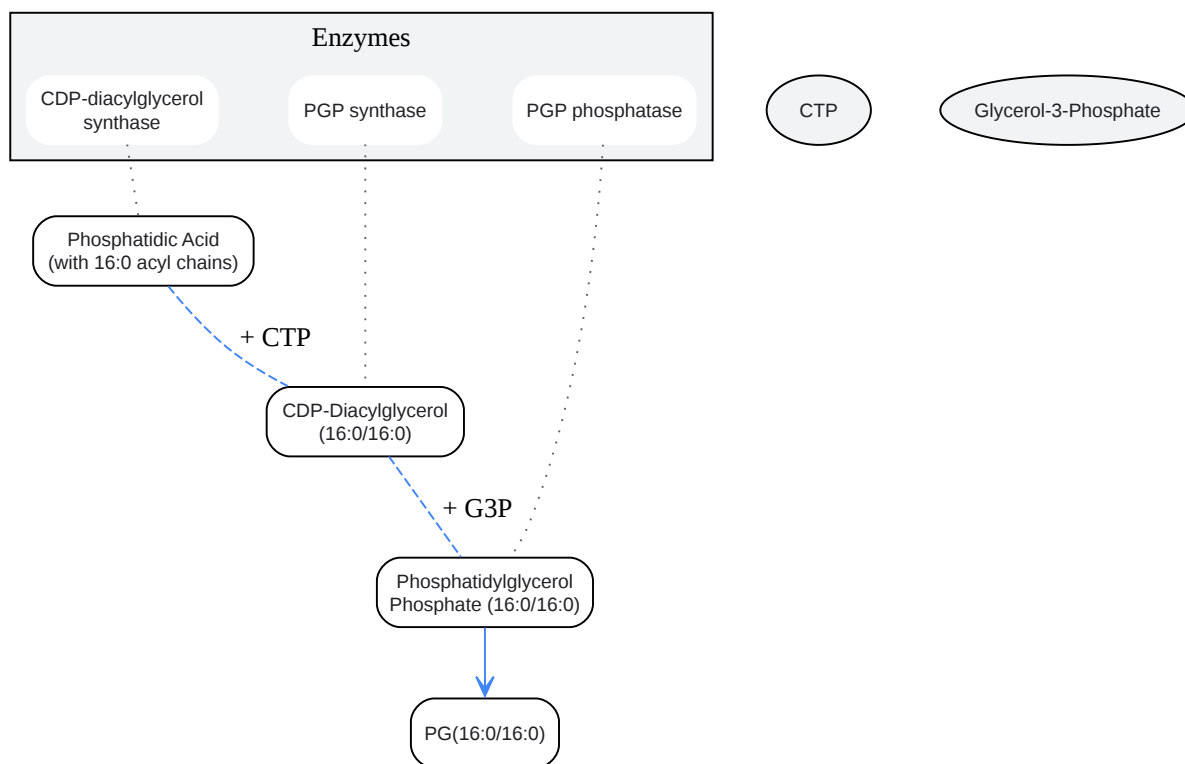 Enzymes
CDP-diacylglycerol
synthase
PGP synthase
PGP phosphatase
CTP
Glycerol-3-Phosphate
Phosphatidic Acid
(with 16:0 acyl chains)
+ CTP
CDP-Diacylglycerol
(16:0/16:0)
+ G3P
Phosphatidylglycerol
Phosphate (16:0/16:0)
PG(16:0/16:0)